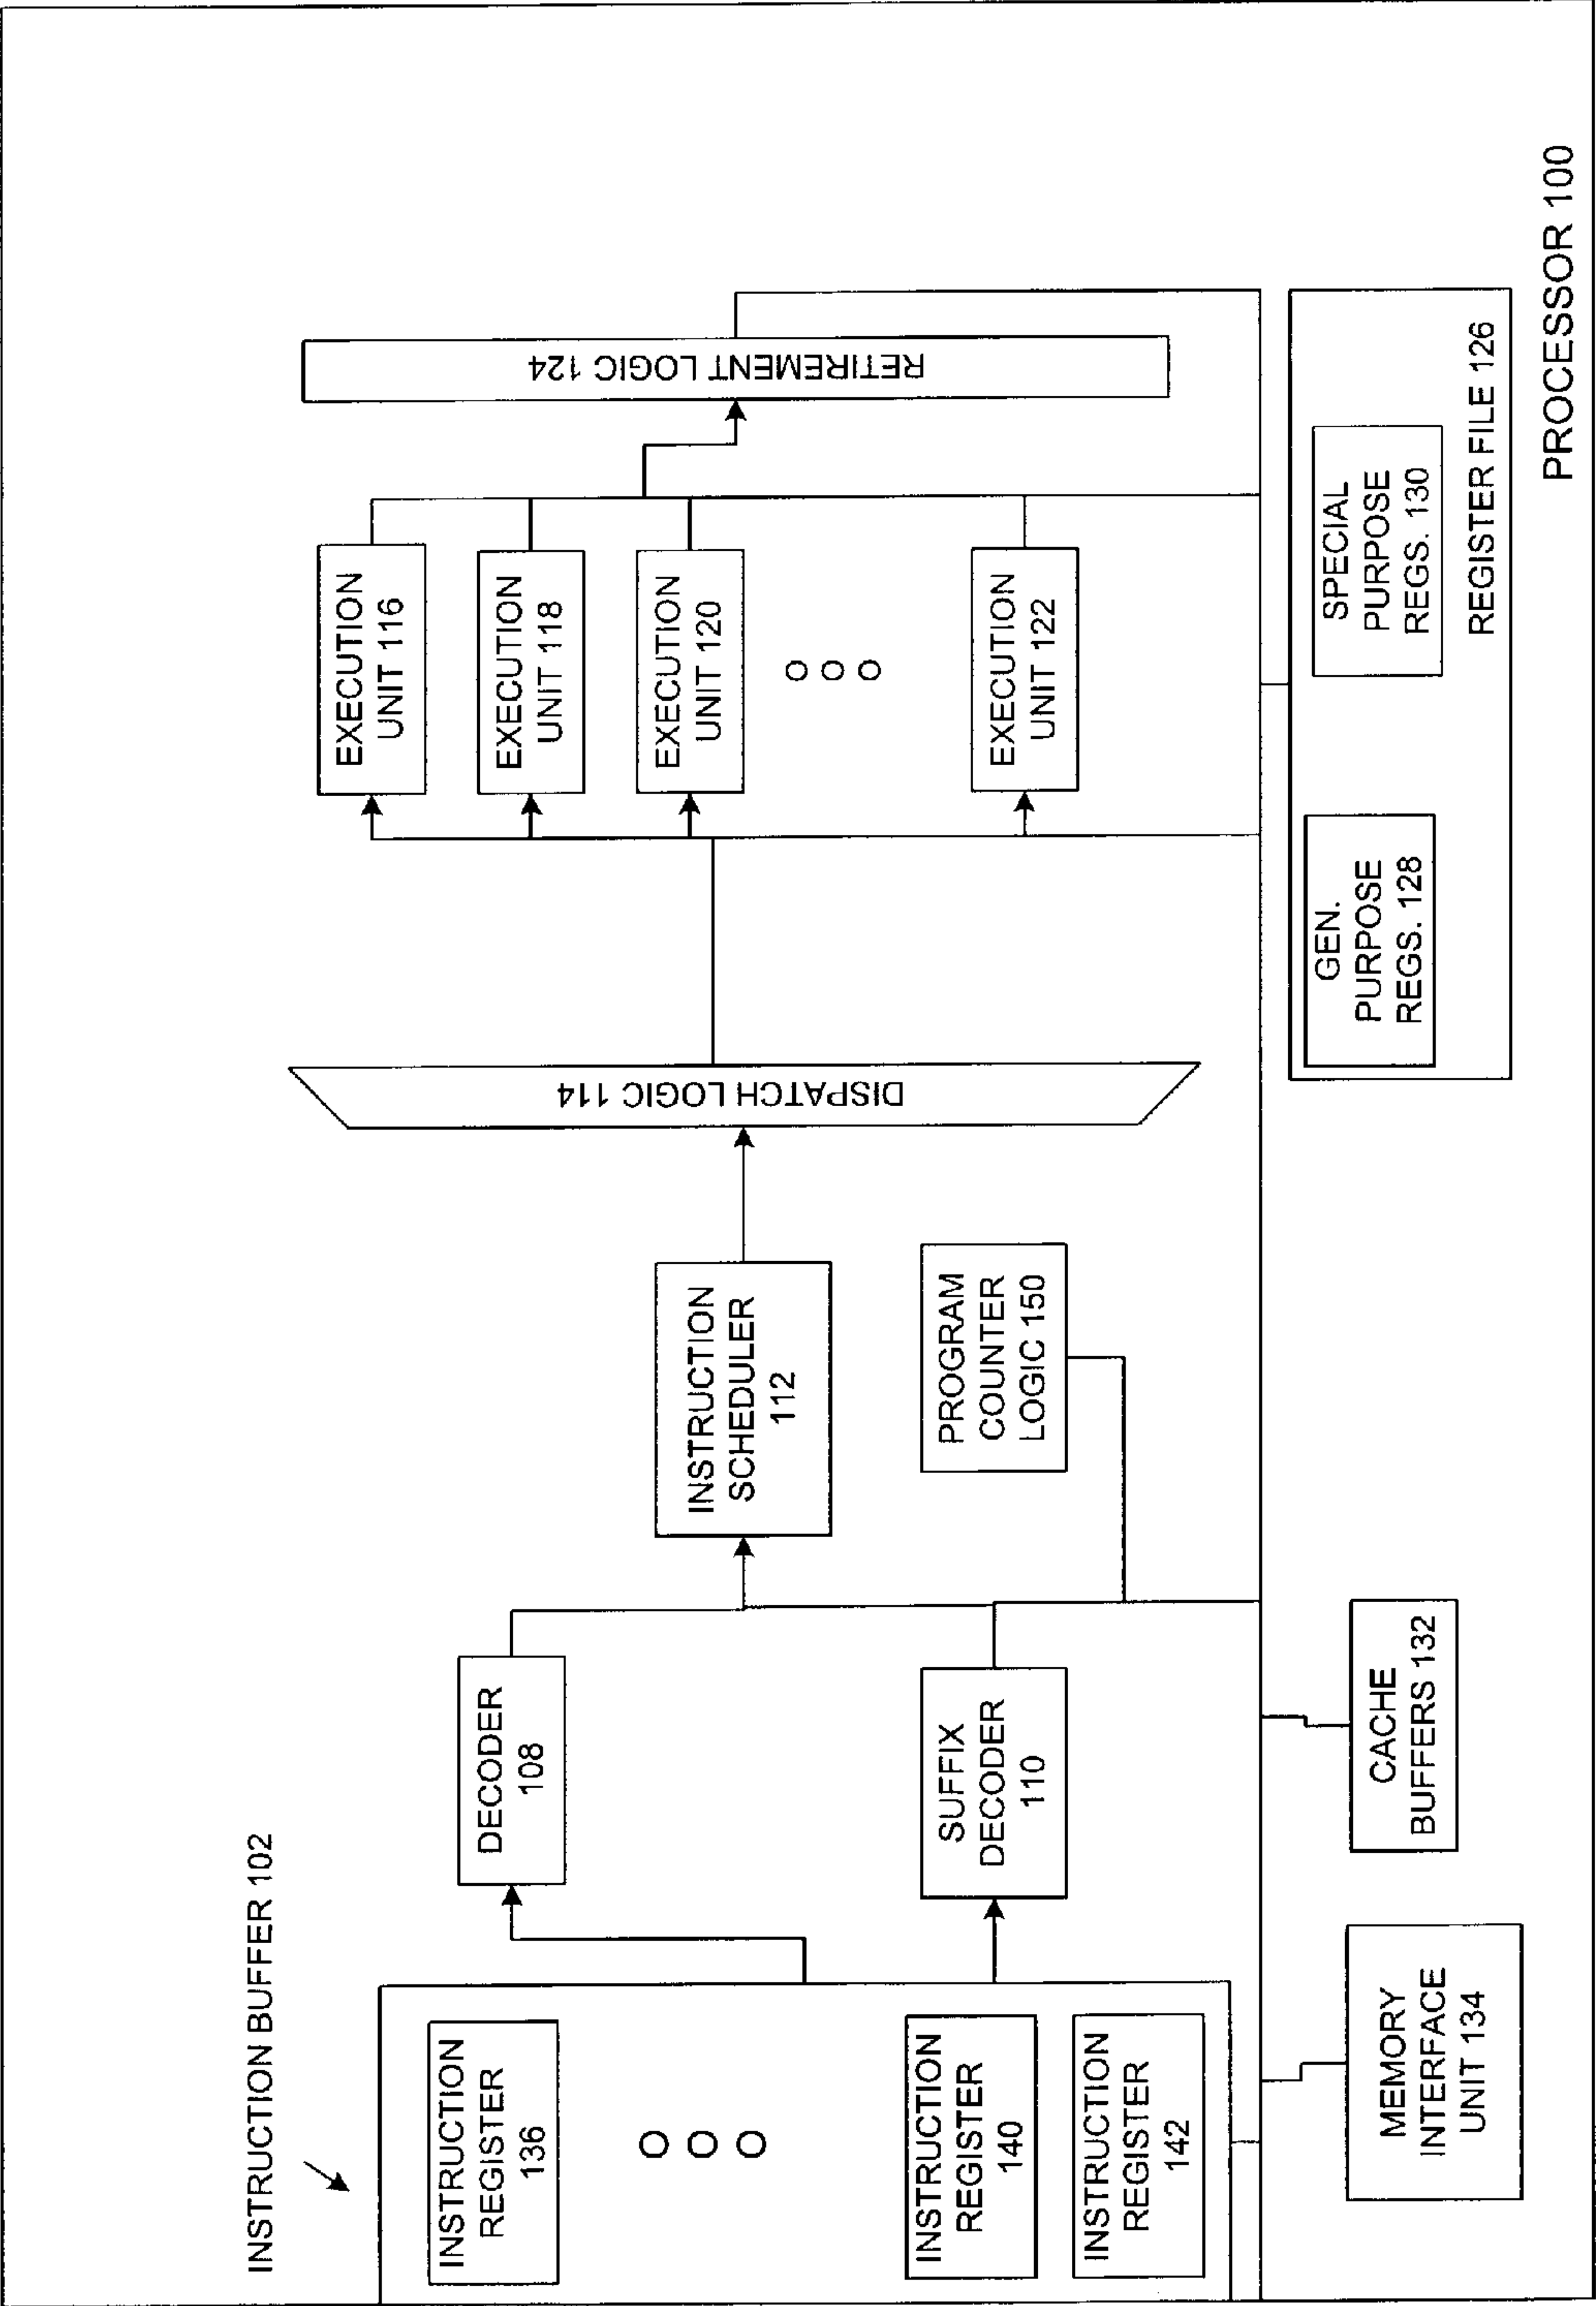 INSTRUCTION BUFFER 102
INSTRUCTION
REGISTER
136
INSTRUCTION
REGISTER
140
INSTRUCTION
REGISTER
142
DECODER
108
SUFFIX
DECODER
110
INSTRUCTION
SCHEDULER
112
PROGRAM
COUNTER
LOGIC 150
DISPATCH LOGIC 114
EXECUTION
UNIT 116
EXECUTION
UNIT 118
EXECUTION
UNIT 120
EXECUTION
UNIT 122
RETIREMENT LOGIC 124
MEMORY
INTERFACE
UNIT 134
CACHE
BUFFERS 132
GEN.
PURPOSE
REGS. 128
SPECIAL
PURPOSE
REGS. 130
REGISTER FILE 126
PROCESSOR 100